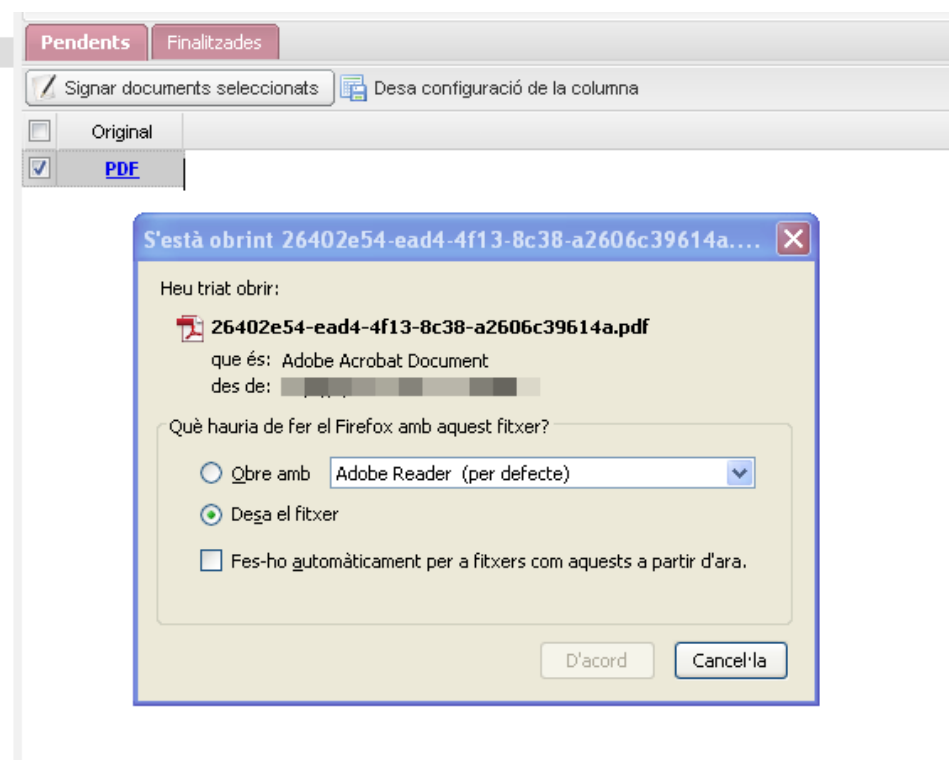 Pendents Finalitzades
Signar documents seleccionats Desa configuració de la columna
Original
PDF
S'està obrint 26402e54-ead4-4f13-8c38-a2606c39614a....
Heu triat obrir:
26402e54-ead4-4f13-8c38-a2606c39614a.pdf
que és: Adobe Acrobat Document
des de:
Què hauria de fer el Firefox amb aquest fitxer?
Obre amb Adobe Reader (per defecte)
Desa el fitxer
Fes-ho automàticament per a fitxers com aquests a partir d'ara.
D'acord Cancel·la